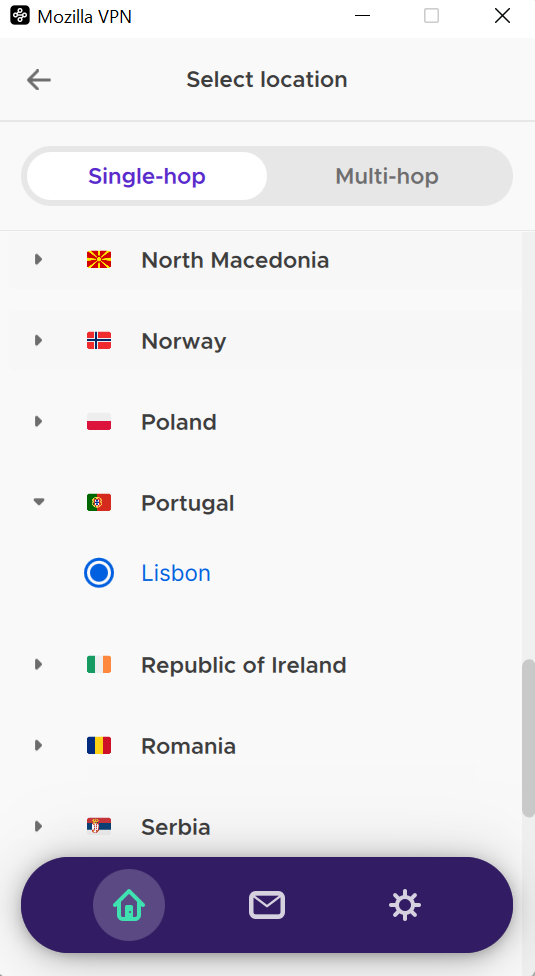 Mozilla VPN
Select location
Single-hop
Multi-hop
North Macedonia
Norway
Poland
Portugal
Lisbon
Republic of Ireland
Romania
Serbia